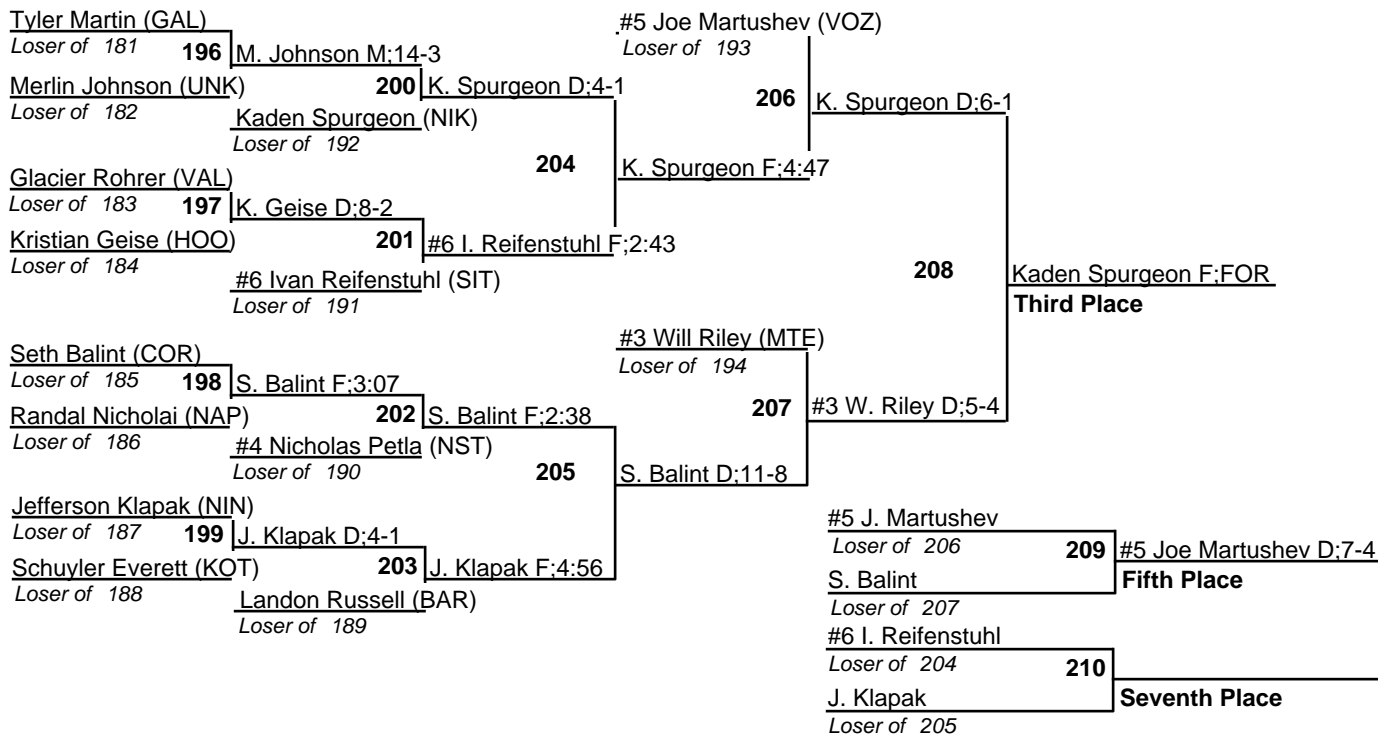 Tyler Martin (GAL)
Loser of 181
196
M. Johnson M;14-3
Merlin Johnson (UNK)
Loser of 182
200
K. Spurgeon D;4-1
Kaden Spurgeon (NIK)
Loser of 192
Glacier Rohrer (VAL)
Loser of 183
197
K. Geise D;8-2
Kristian Geise (HOO)
Loser of 184
201
#6 I. Reifenstuhl F;2:43
#6 Ivan Reifenstuhl (SIT)
Loser of 191
204
K. Spurgeon F;4:47
#5 Joe Martushev (VOZ)
Loser of 193
206
K. Spurgeon D;6-1
Seth Balint (COR)
Loser of 185
198
S. Balint F;3:07
Randal Nicholai (NAP)
Loser of 186
202
S. Balint F;2:38
#4 Nicholas Petla (NST)
Loser of 190
Jefferson Klapak (NIN)
Loser of 187
199
J. Klapak D;4-1
Schuyler Everett (KOT)
Loser of 188
203
J. Klapak F;4:56
Landon Russell (BAR)
Loser of 189
205
S. Balint D;11-8
#3 Will Riley (MTE)
Loser of 194
207
#3 W. Riley D;5-4
208
Kaden Spurgeon F;FOR
Third Place
#5 J. Martushev
Loser of 206
209
#5 Joe Martushev D;7-4
Fifth Place
S. Balint
Loser of 207
#6 I. Reifenstuhl
Loser of 204
210
Seventh Place
J. Klapak
Loser of 205